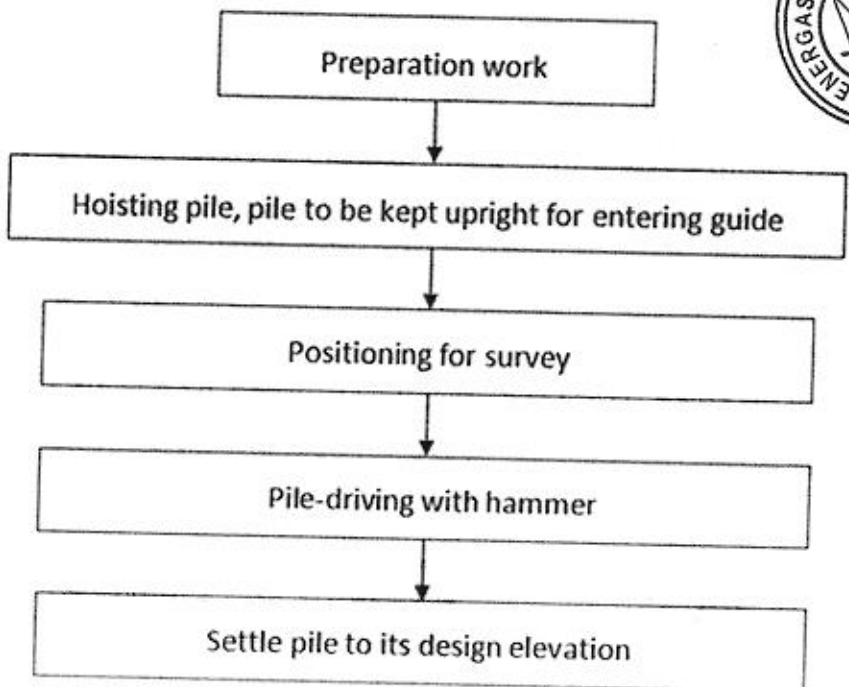 ENERGAS
Preparation work
Hoisting pile, pile to be kept upright for entering guide
Positioning for survey
Pile-driving with hammer
Settle pile to its design elevation